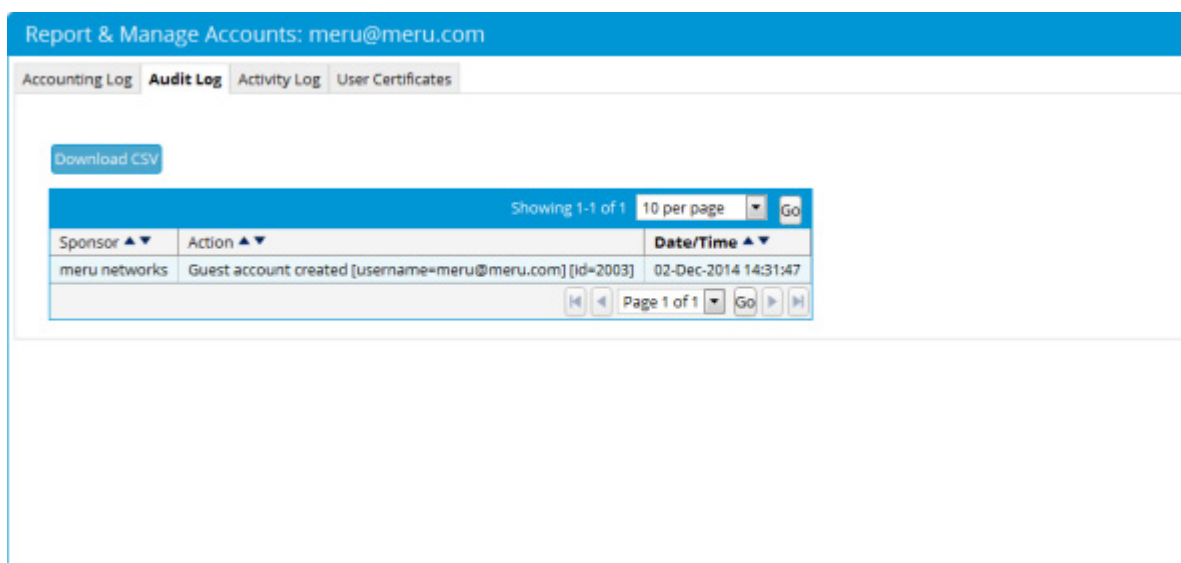 Report & Manage Accounts: meru@meru.com
Accounting Log Audit Log Activity Log User Certificates
Download CSV
Showing 1-1 of 1 10 per page Go
Sponsor Action Date/Time
meru networks Guest account created [username=meru@meru.com] [id=2003] 02-Dec-2014 14:31:47
Page 1 of 1 Go